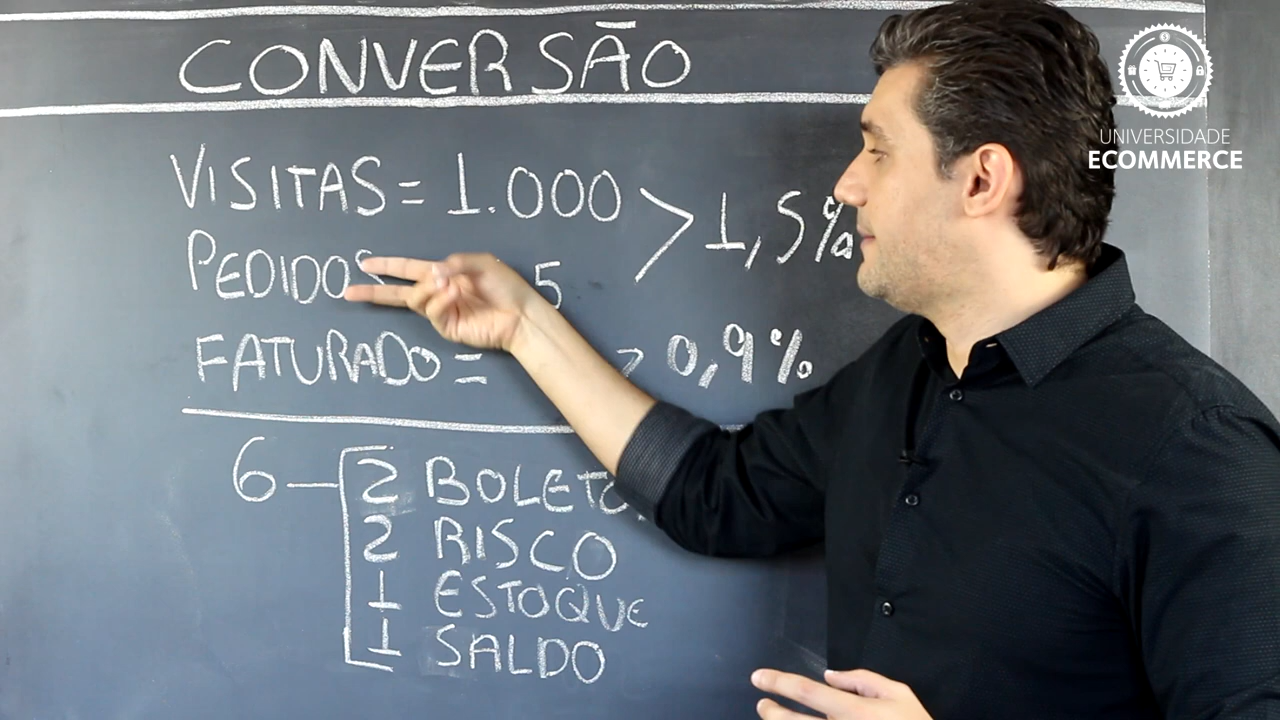 CONVERSÃO
UNIVERSIDADE
ECOMMERCE
VISITAS = 1.000 > 1,5%
PEDIDOS 5
FATURADO = > 0,9%
6 - 2 BOLETO
2 RISCO
1 ESTOQUE
1 SALDO